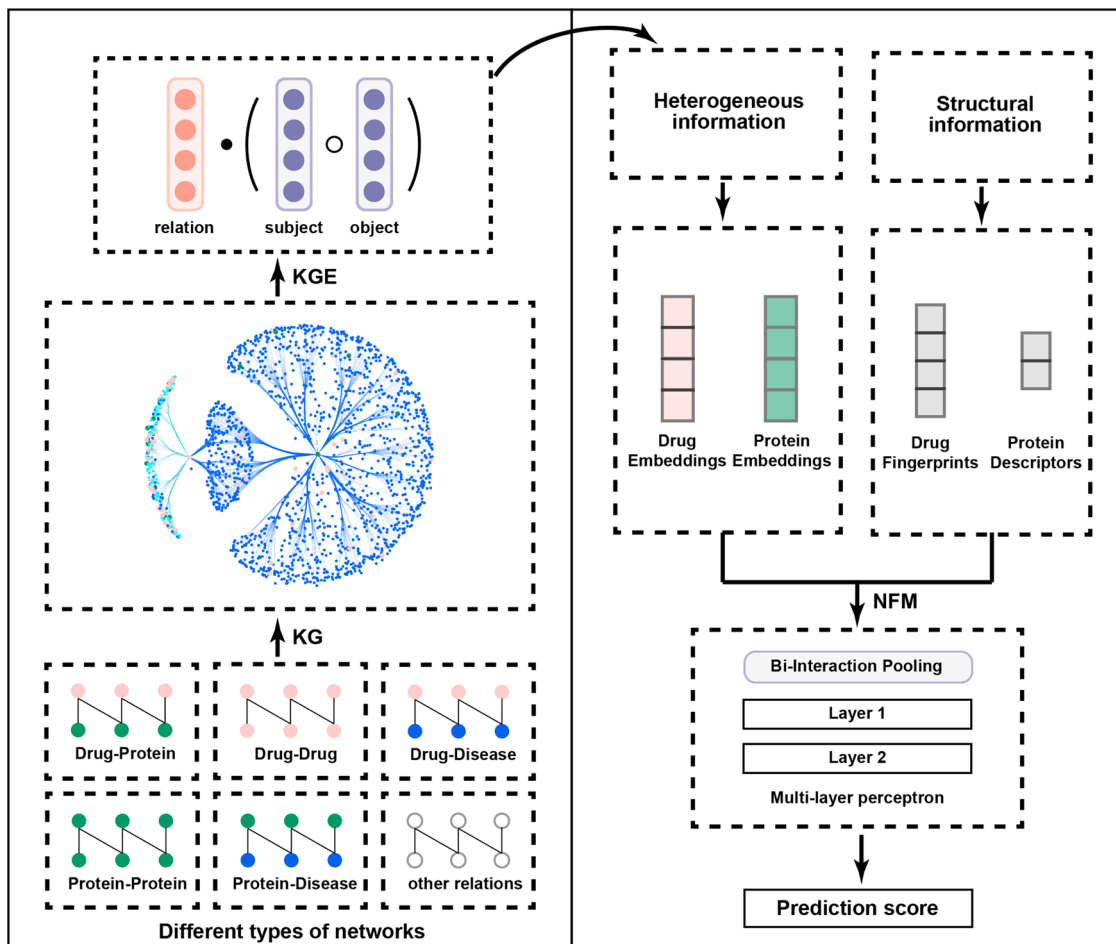 relation
subject
object
KGE
KG
Drug-Protein
Drug-Drug
Drug-Disease
Protein-Protein
Protein-Disease
other relations
Different types of networks
Heterogeneous
information
Structural
information
Drug
Embeddings
Protein
Embeddings
Drug
Fingerprints
Protein
Descriptors
NFM
Bi-Interaction Pooling
Layer 1
Layer 2
Multi-layer perceptron
Prediction score